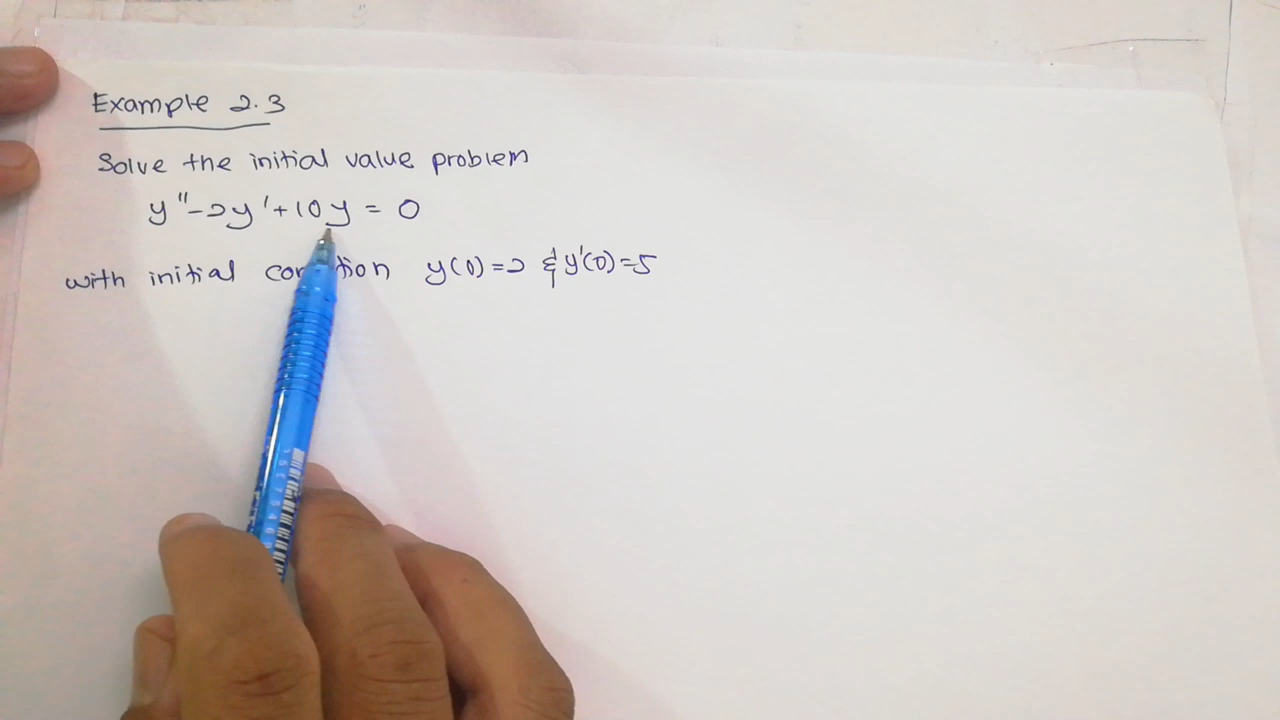 Example 2.3
Solve the initial value problem
y"-2y'+10y = 0
with initial condition y(0)=2 & y'(0)=5